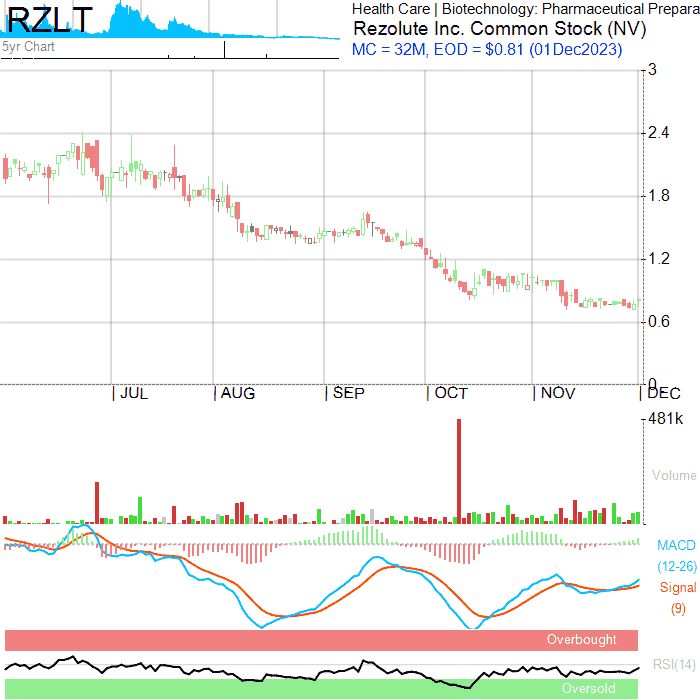 RZLT
5yr Chart
Health Care | Biotechnology: Pharmaceutical Prepara
Rezolute Inc. Common Stock (NV)
MC = 32M, EOD = $0.81 (01Dec2023)
3
2.4
1.8
1.2
0.6
0
JUL AUG SEP OCT NOV DEC
481k
Volume
MACD
(12-26)
Signal
(9)
Overbought
RSI(14)
Oversold